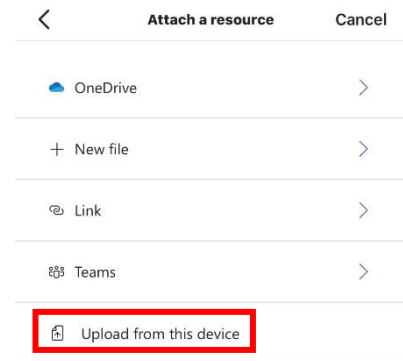 Attach a resource Cancel
OneDrive
New file
Link
Teams
Upload from this device